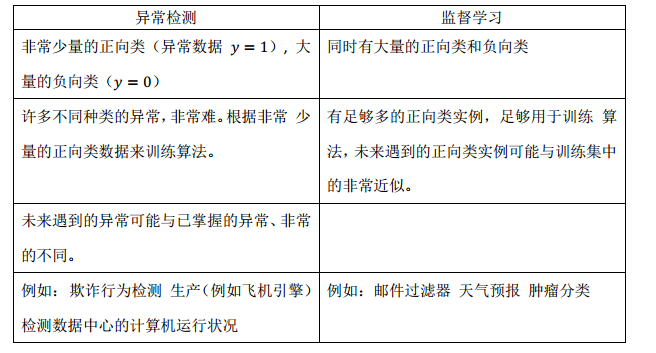 异常检测
监督学习
非常少量的正向类（异常数据 y = 1）, 大
量的负向类（y = 0）
同时有大量的正向类和负向类
许多不同种类的异常，非常难。根据非常 少
量的正向类数据来训练算法。
有足够多的正向类实例，足够用于训练 算
法，未来遇到的正向类实例可能与训练集中
的非常近似。
未来遇到的异常可能与已掌握的异常、非常
的不同。
例如： 欺诈行为检测 生产（例如飞机引擎）
检测数据中心的计算机运行状况
例如：邮件过滤器 天气预报 肿瘤分类